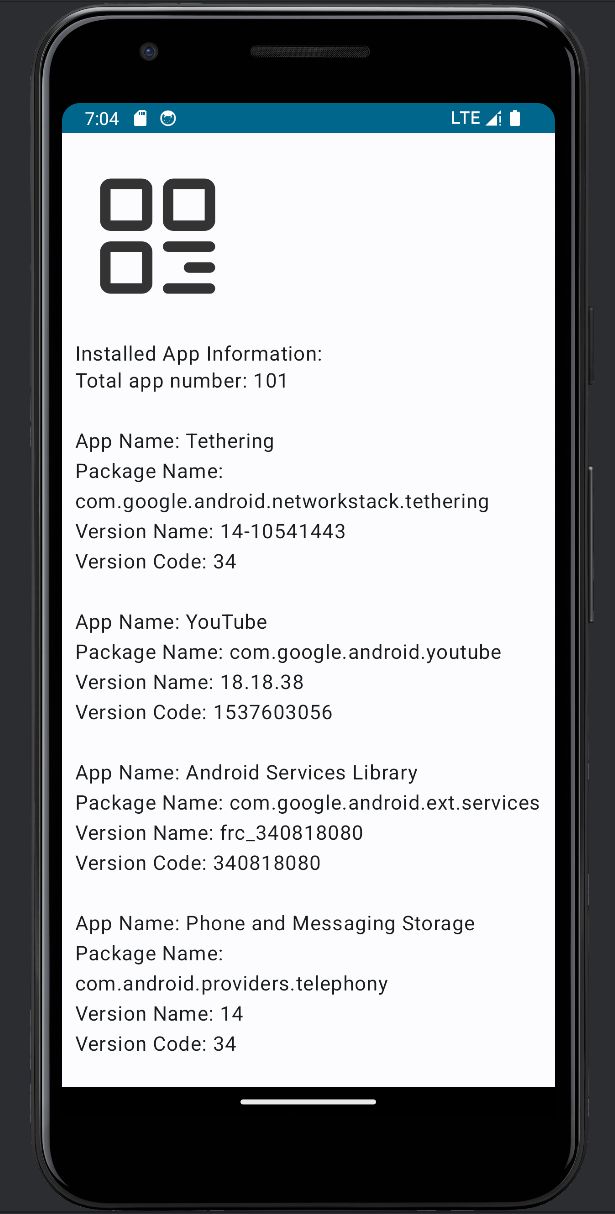 7:04 LTE
Installed App Information:
Total app number: 101
App Name: Tethering
Package Name:
com.google.android.networkstack.tethering
Version Name: 14-10541443
Version Code: 34
App Name: YouTube
Package Name: com.google.android.youtube
Version Name: 18.18.38
Version Code: 1537603056
App Name: Android Services Library
Package Name: com.google.android.ext.services
Version Name: frc_340818080
Version Code: 340818080
App Name: Phone and Messaging Storage
Package Name:
com.android.providers.telephony
Version Name: 14
Version Code: 34